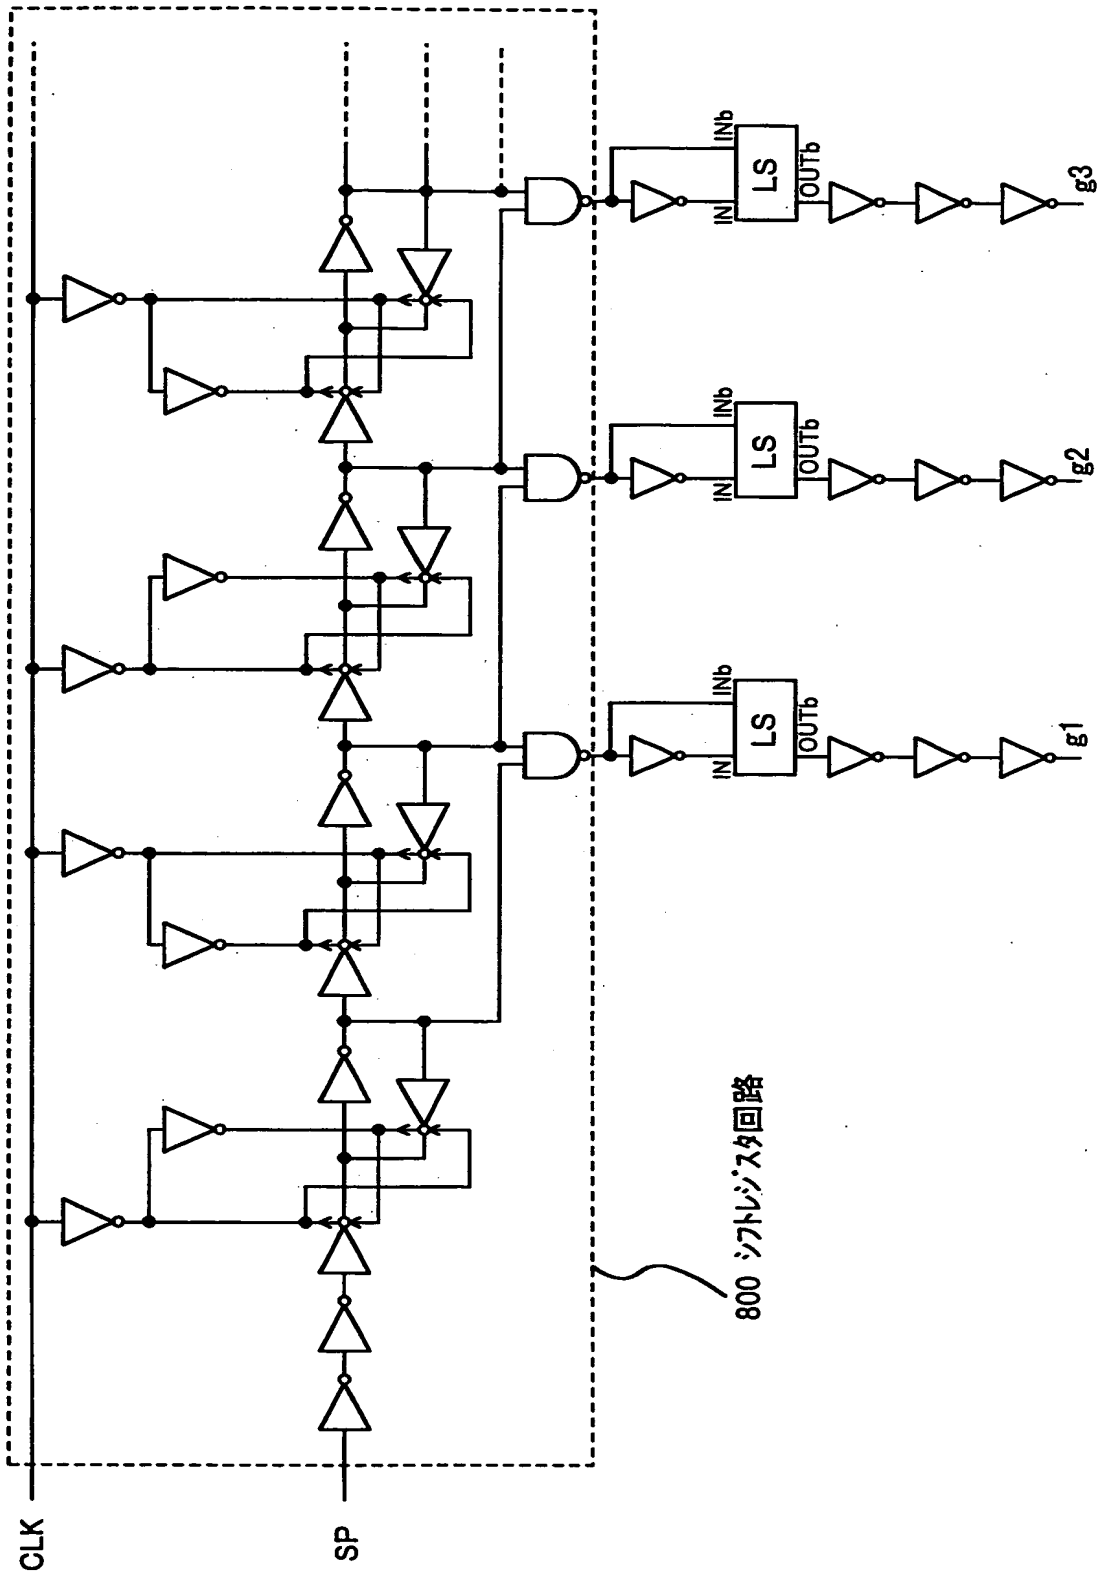 CLK
SP
800 シフトレジスタ回路
IN
INb
LS
OUTb
g1
IN
INb
LS
OUTb
g2
IN
INb
LS
OUTb
g3